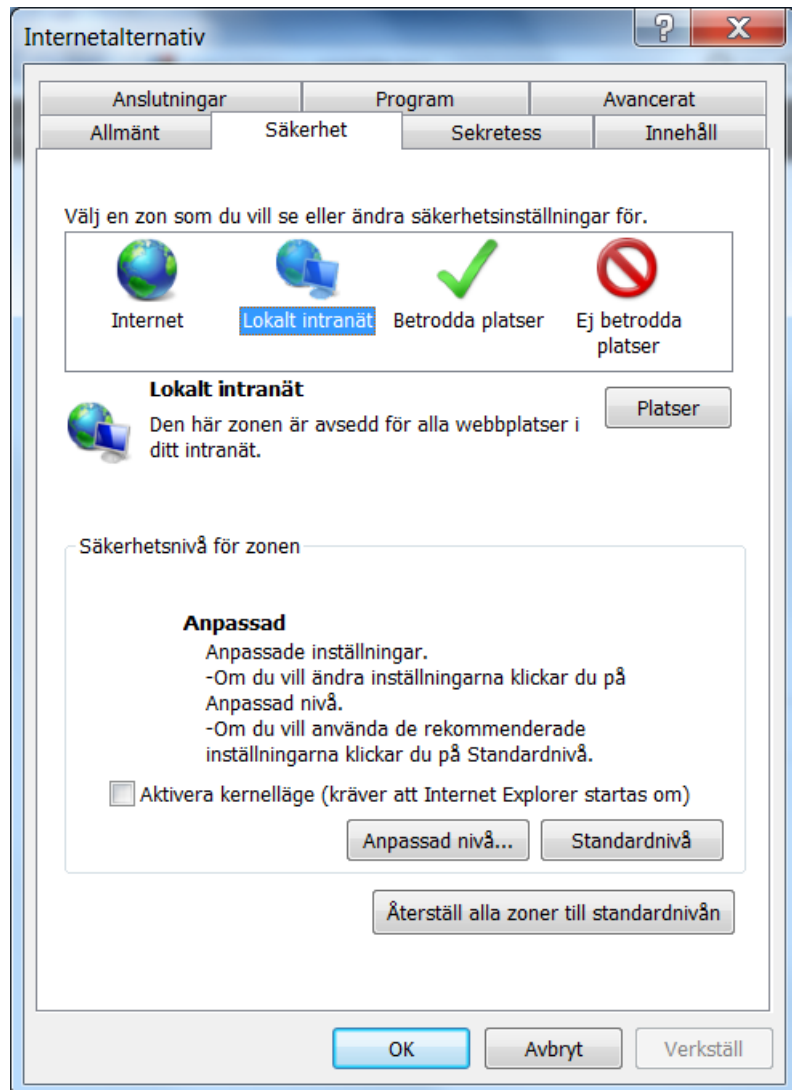 Internetalternativ
Anslutningar Program Avancerat
Allmänt Säkerhet Sekretess Innehåll
Välj en zon som du vill se eller ändra säkerhetsinställningar för.
Internet Lokalt intranät Betrodda platser Ej betrodda
platser
Lokalt intranät
Platser
Den här zonen är avsedd för alla webbplatser i
ditt intranät.
Säkerhetsnivå för zonen
Anpassad
Anpassade inställningar.
-Om du vill ändra inställningarna klickar du på
Anpassad nivå.
-Om du vill använda de rekommenderade
inställningarna klickar du på Standardnivå.
Aktivera kernelläge (kräver att Internet Explorer startas om)
Anpassad nivå... Standardnivå
Återställ alla zoner till standardnivån
OK Avbryt Verkställ